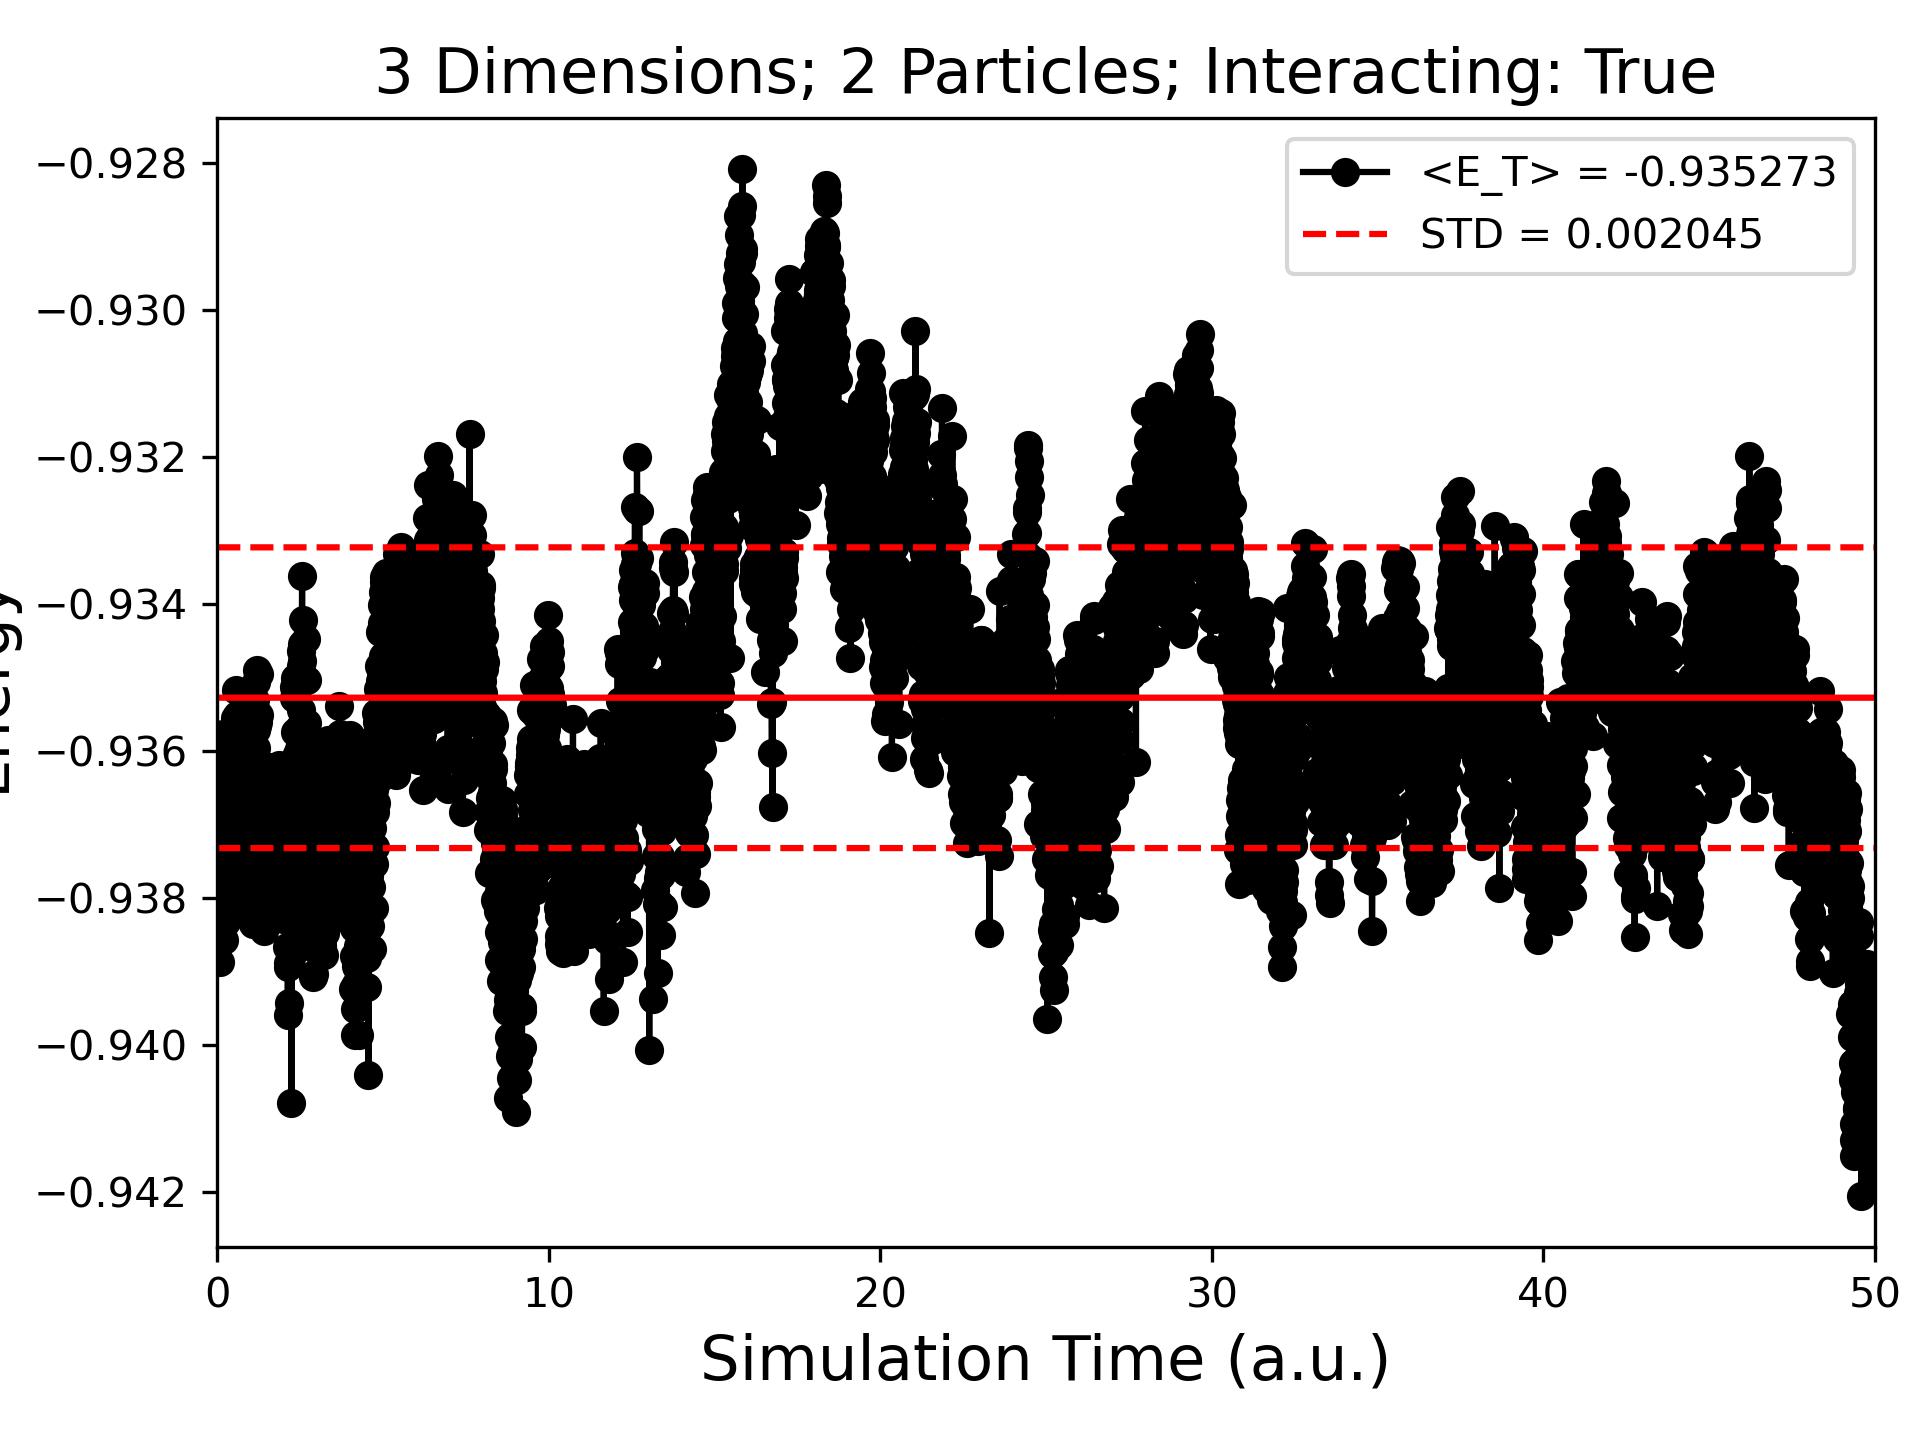 3 Dimensions; 2 Particles; Interacting: True
<E_T> = -0.935273
STD = 0.002045
−0.928
−0.930
−0.932
−0.934
−0.936
−0.938
−0.940
−0.942
Energy
0 10 20 30 40 50
Simulation Time (a.u.)